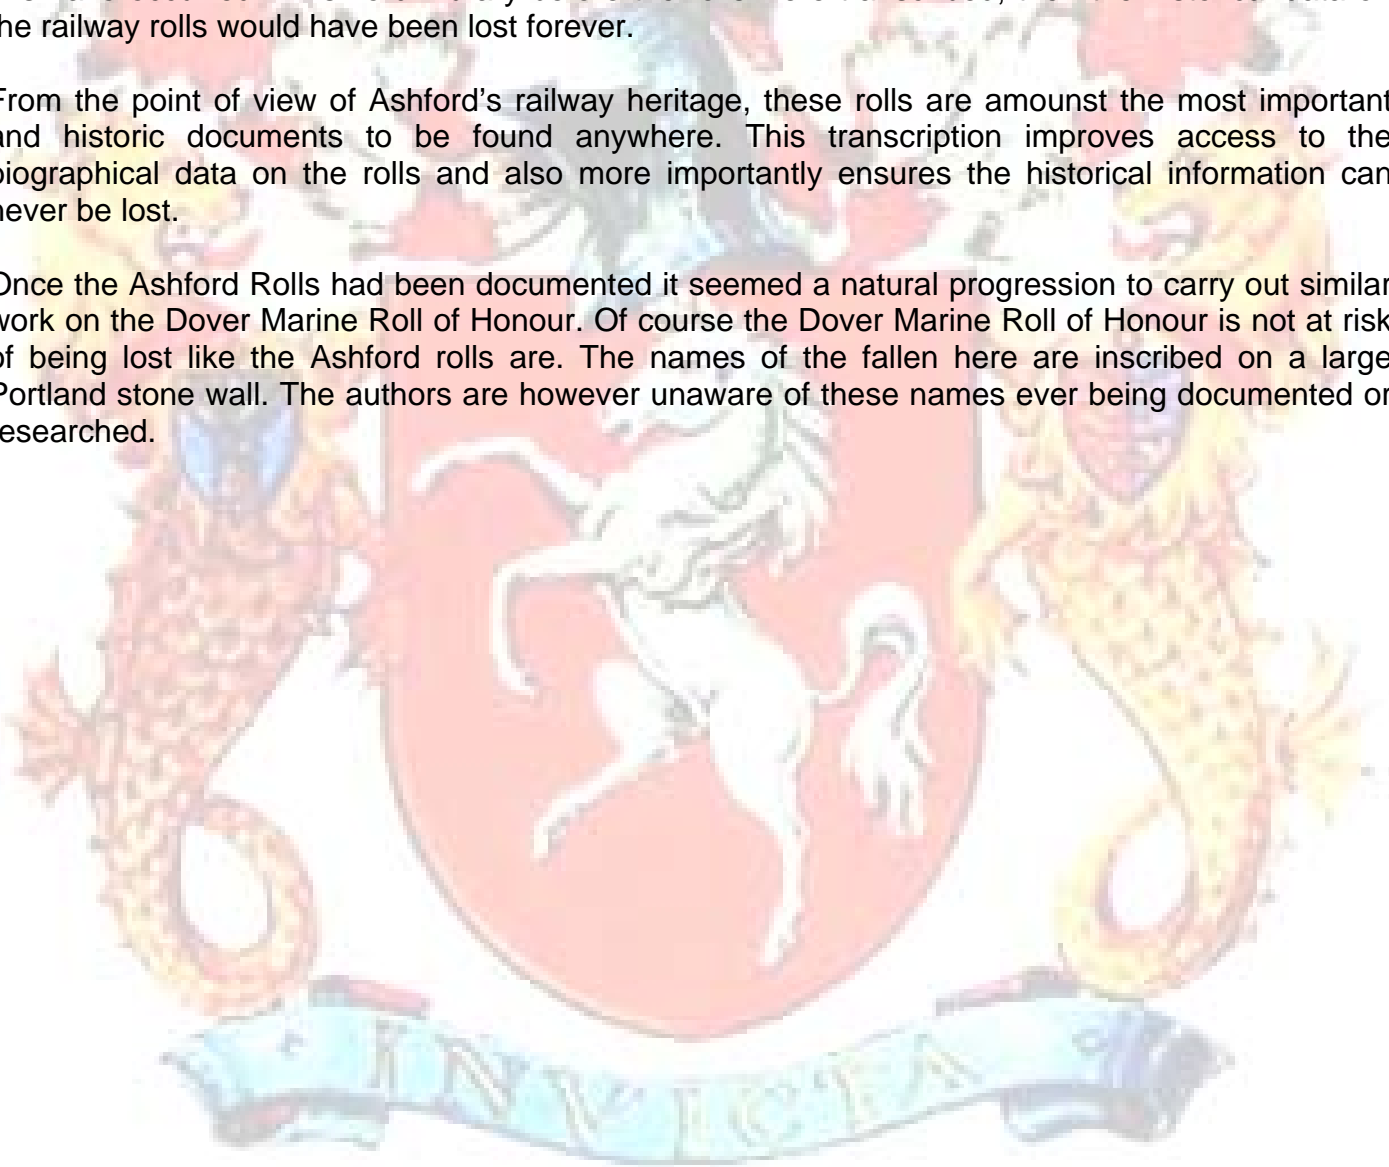 the railway rolls would have been lost forever.
From the point of view of Ashford's railway heritage, these rolls are amounst the most important
and historic documents to be found anywhere. This transcription improves access to the
biographical data on the rolls and also more importantly ensures the historical information can
never be lost.
Once the Ashford Rolls had been documented it seemed a natural progression to carry out similar
work on the Dover Marine Roll of Honour. Of course the Dover Marine Roll of Honour is not at risk
of being lost like the Ashford rolls are. The names of the fallen here are inscribed on a large
Portland stone wall. The authors are however unaware of these names ever being documented or
researched.
INVICTA